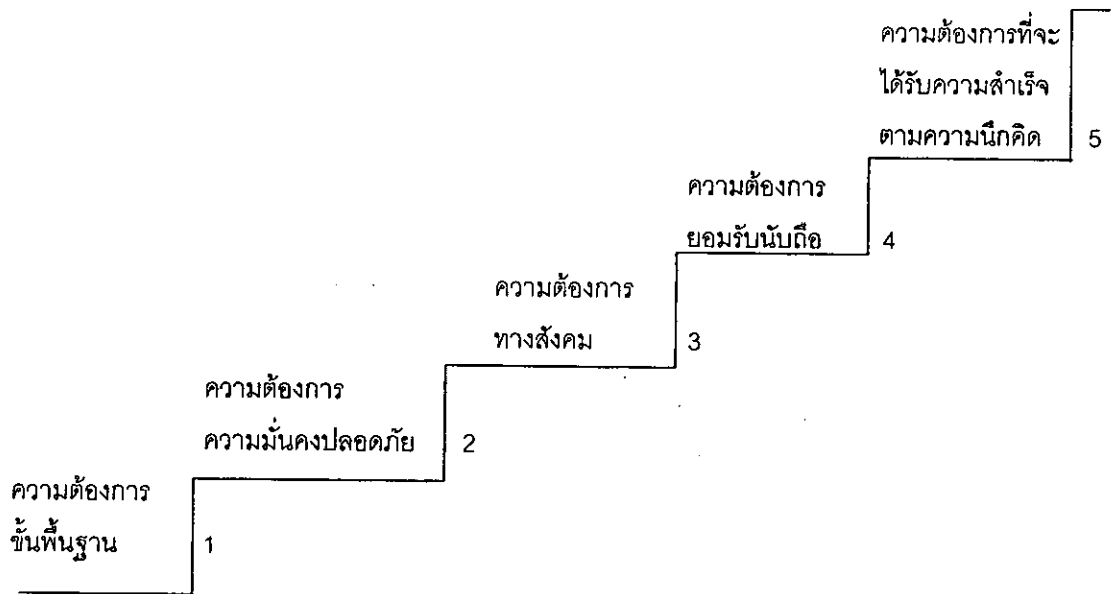 ความต้องการที่จะ
ได้รับความสำเร็จ
ตามความนึกคิด 5
ความต้องการ
ยอมรับนับถือ 4
ความต้องการ
ทางสังคม 3
ความต้องการ
ความมั่นคงปลอดภัย 2
ความต้องการ
ขั้นพื้นฐาน 1